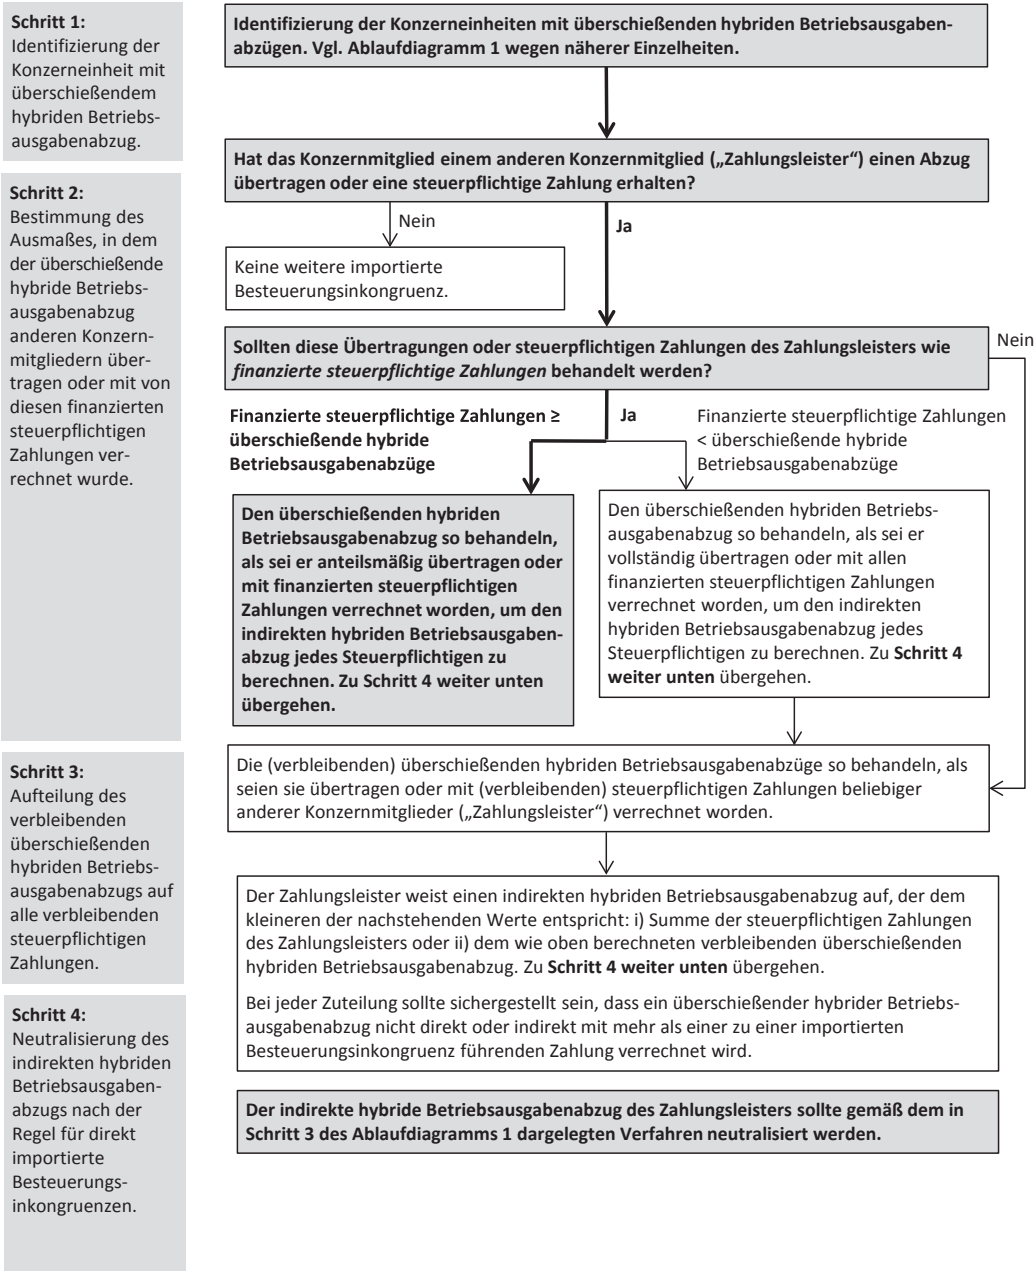 Schritt 1:
Identifizierung der
Konzerneinheit mit
überschießendem
hybriden Betriebs-
ausgabenabzug.
Identifizierung der Konzerneinheiten mit überschießenden hybriden Betriebsausgaben-
abzügen. Vgl. Ablaufdiagramm 1 wegen näherer Einzelheiten.
Hat das Konzernmitglied einem anderen Konzernmitglied („Zahlungsleister“) einen Abzug
übertragen oder eine steuerpflichtige Zahlung erhalten?
Schritt 2:
Bestimmung des
Ausmaßes, in dem
der überschießende
hybride Betriebs-
ausgabenabzug
anderen Konzern-
mitgliedern über-
tragen oder mit von
diesen finanzierten
steuerpflichtigen
Zahlungen ver-
rechnet wurde.
Nein
Ja
Keine weitere importierte
Besteuerungsinkongruenz.
Sollten diese Übertragungen oder steuerpflichtigen Zahlungen des Zahlungsleisters wie
finanzierte steuerpflichtige Zahlungen behandelt werden?
Nein
Finanzierte steuerpflichtige Zahlungen ≥
überschießende hybride
Betriebsausgabenabzüge
Ja
Finanzierte steuerpflichtige Zahlungen
< überschießende hybride
Betriebsausgabenabzüge
Den überschießenden hybriden
Betriebsausgabenabzug so behandeln,
als sei er anteilsmäßig übertragen oder
mit finanzierten steuerpflichtigen
Zahlungen verrechnet worden, um den
indirekten hybriden Betriebsausgaben-
abzug jedes Steuerpflichtigen zu
berechnen. Zu Schritt 4 weiter unten
übergehen.
Den überschießenden hybriden Betriebs-
ausgabenabzug so behandeln, als sei er
vollständig übertragen oder mit allen
finanzierten steuerpflichtigen Zahlungen
verrechnet worden, um den indirekten
hybriden Betriebsausgabenabzug jedes
Steuerpflichtigen zu berechnen. Zu Schritt 4
weiter unten übergehen.
Schritt 3:
Aufteilung des
verbleibenden
überschießenden
hybriden Betriebs-
ausgabenabzugs auf
alle verbleibenden
steuerpflichtigen
Zahlungen.
Die (verbleibenden) überschießenden hybriden Betriebsausgabenabzüge so behandeln, als
seien sie übertragen oder mit (verbleibenden) steuerpflichtigen Zahlungen beliebiger
anderer Konzernmitglieder („Zahlungsleister“) verrechnet worden.
Der Zahlungsleister weist einen indirekten hybriden Betriebsausgabenabzug auf, der dem
kleineren der nachstehenden Werte entspricht: i) Summe der steuerpflichtigen Zahlungen
des Zahlungsleisters oder ii) dem wie oben berechneten verbleibenden überschießenden
hybriden Betriebsausgabenabzug. Zu Schritt 4 weiter unten übergehen.
Bei jeder Zuteilung sollte sichergestellt sein, dass ein überschießender hybrider Betriebs-
ausgabenabzug nicht direkt oder indirekt mit mehr als einer zu einer importierten
Besteuerungsinkongruenz führenden Zahlung verrechnet wird.
Schritt 4:
Neutralisierung des
indirekten hybriden
Betriebsausgaben-
abzugs nach der
Regel für direkt
importierte
Besteuerungs-
inkongruenzen.
Der indirekte hybride Betriebsausgabenabzug des Zahlungsleisters sollte gemäß dem in
Schritt 3 des Ablaufdiagramms 1 dargelegten Verfahren neutralisiert werden.